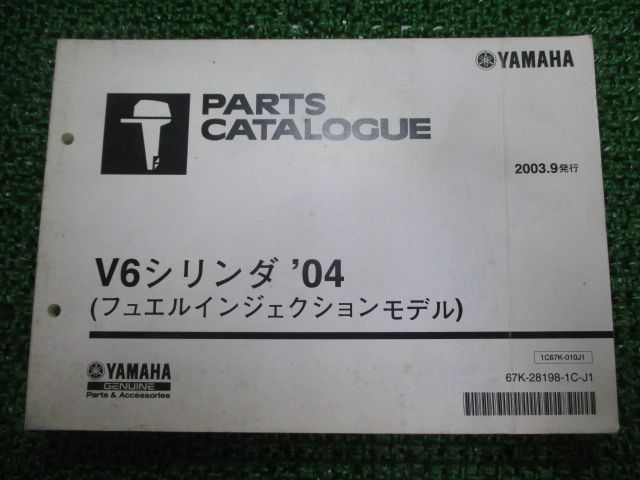 YAMAHA
PARTS
CATALOGUE
2003.9発行
V6シリンダ '04
(フュエルインジェクションモデル)
YAMAHA
GENUINE
Parts & Accessories
1C67K-010J1
67K-28198-1C-J1